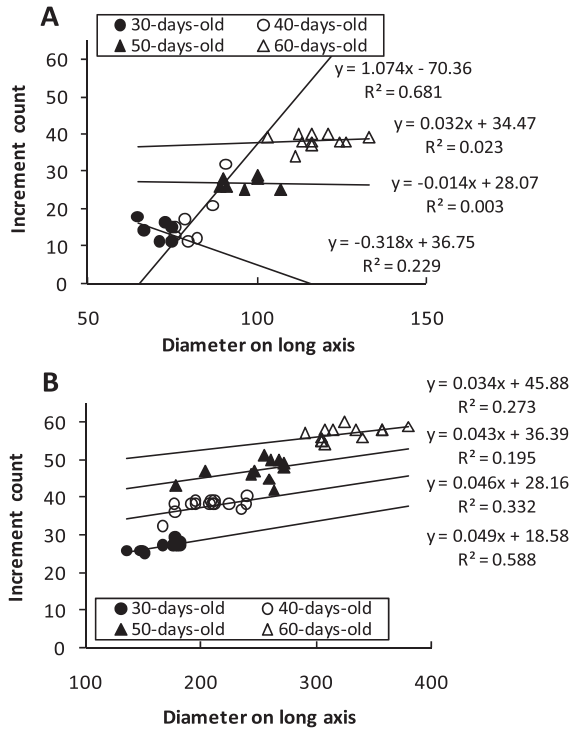 A
30-days-old 40-days-old
50-days-old 60-days-old
60
50
40
30
20
10
0
Increment count
y = 1.074x - 70.36
R² = 0.681
y = 0.032x + 34.47
R² = 0.023
y = -0.014x + 28.07
R² = 0.003
y = -0.318x + 36.75
R² = 0.229
50 100 150
Diameter on long axis
B
60
50
40
30
20
10
0
Increment count
y = 0.034x + 45.88
R² = 0.273
y = 0.043x + 36.39
R² = 0.195
y = 0.046x + 28.16
R² = 0.332
y = 0.049x + 18.58
R² = 0.588
30-days-old 40-days-old
50-days-old 60-days-old
100 200 300 400
Diameter on long axis